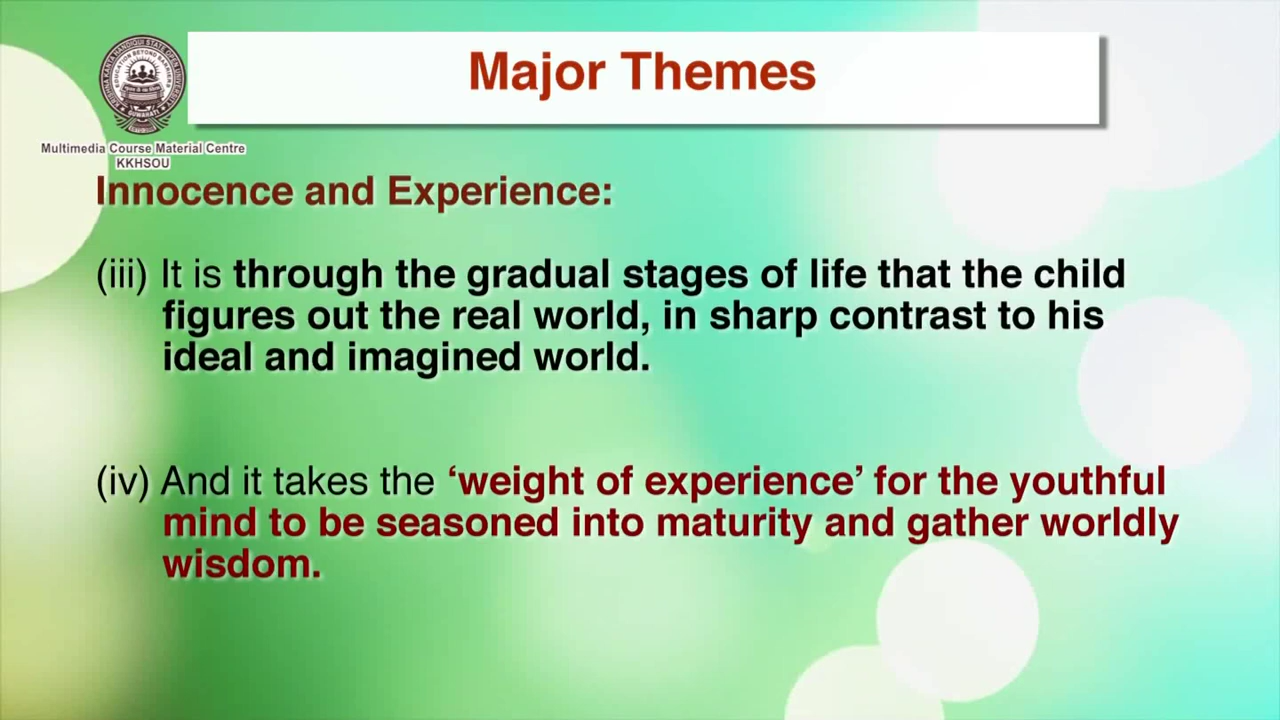 Major Themes
Multimedia Course Material Centre
KKHSOU
Innocence and Experience:
(iii) It is through the gradual stages of life that the child
figures out the real world, in sharp contrast to his
ideal and imagined world.
(iv) And it takes the ‘weight of experience’ for the youthful
mind to be seasoned into maturity and gather worldly
wisdom.